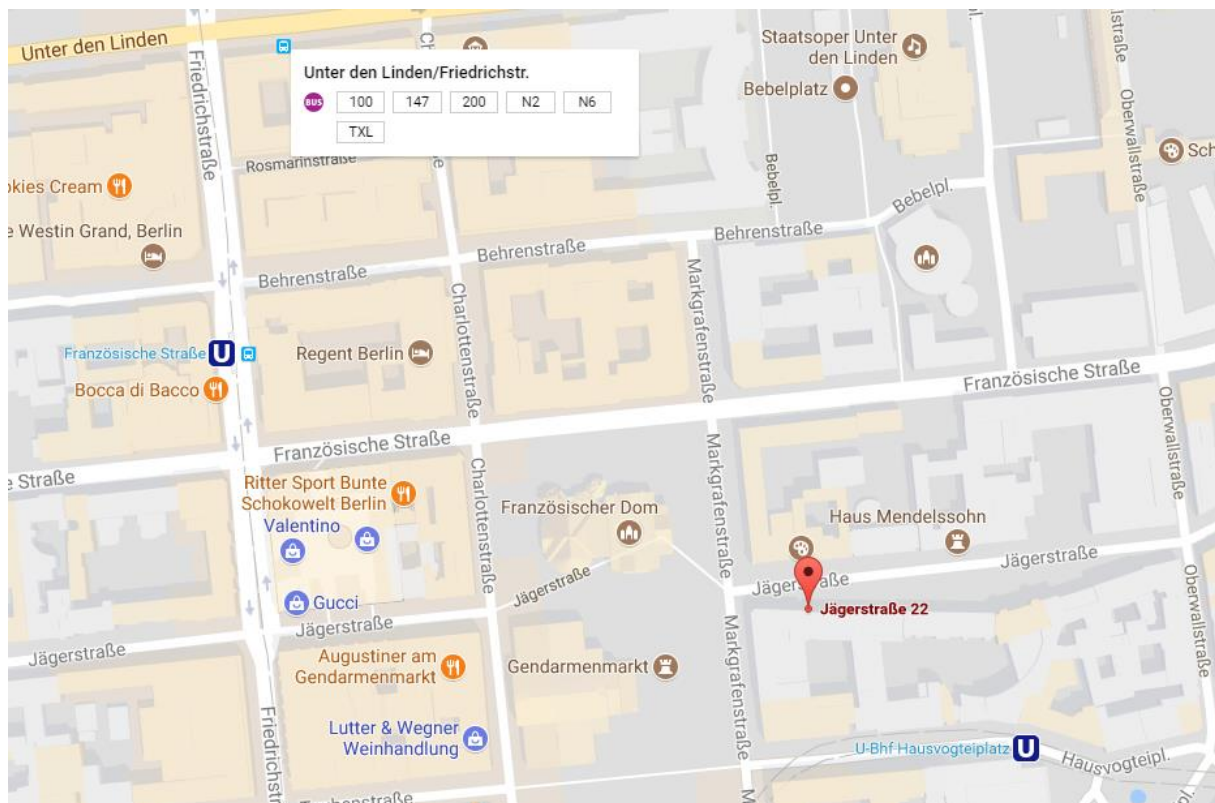 Unter den Linden
Friedrichstraße
Unter den Linden/Friedrichstr.
BUS 100 147 200 N2 N6
TXL
Staatsoper Unter
den Linden
Bebelplatz
Oberwallstraße
Sch
Rosmarinstraße
okies Cream
e Westin Grand, Berlin
Bebelpl.
Bebelpl.
Behrenstraße
Behrenstraße
Behrenstraße
Charlottenstraße
Markgrafenstraße
Französische Straße U
Regent Berlin
Bocca di Bacco
Französische Straße
Französische Straße
e Straße
Oberwallstraße
Ritter Sport Bunte
Schokowelt Berlin
Valentino
Charlottenstraße
Französischer Dom
Markgrafenstraße
Haus Mendelssohn
Gucci
Jägerstraße
Jägerstraße
Jägerstraße
Jägerstraße
Jägerstraße
Jägerstraße 22
Oberwallstraße
Augustiner am
Gendarmenmarkt
Gendarmenmarkt
Markgrafenstraße
Friedrichstr
Lutter & Wegner
Weinhandlung
U-Bhf Hausvogteiplatz U
Hausvogteipl.
M